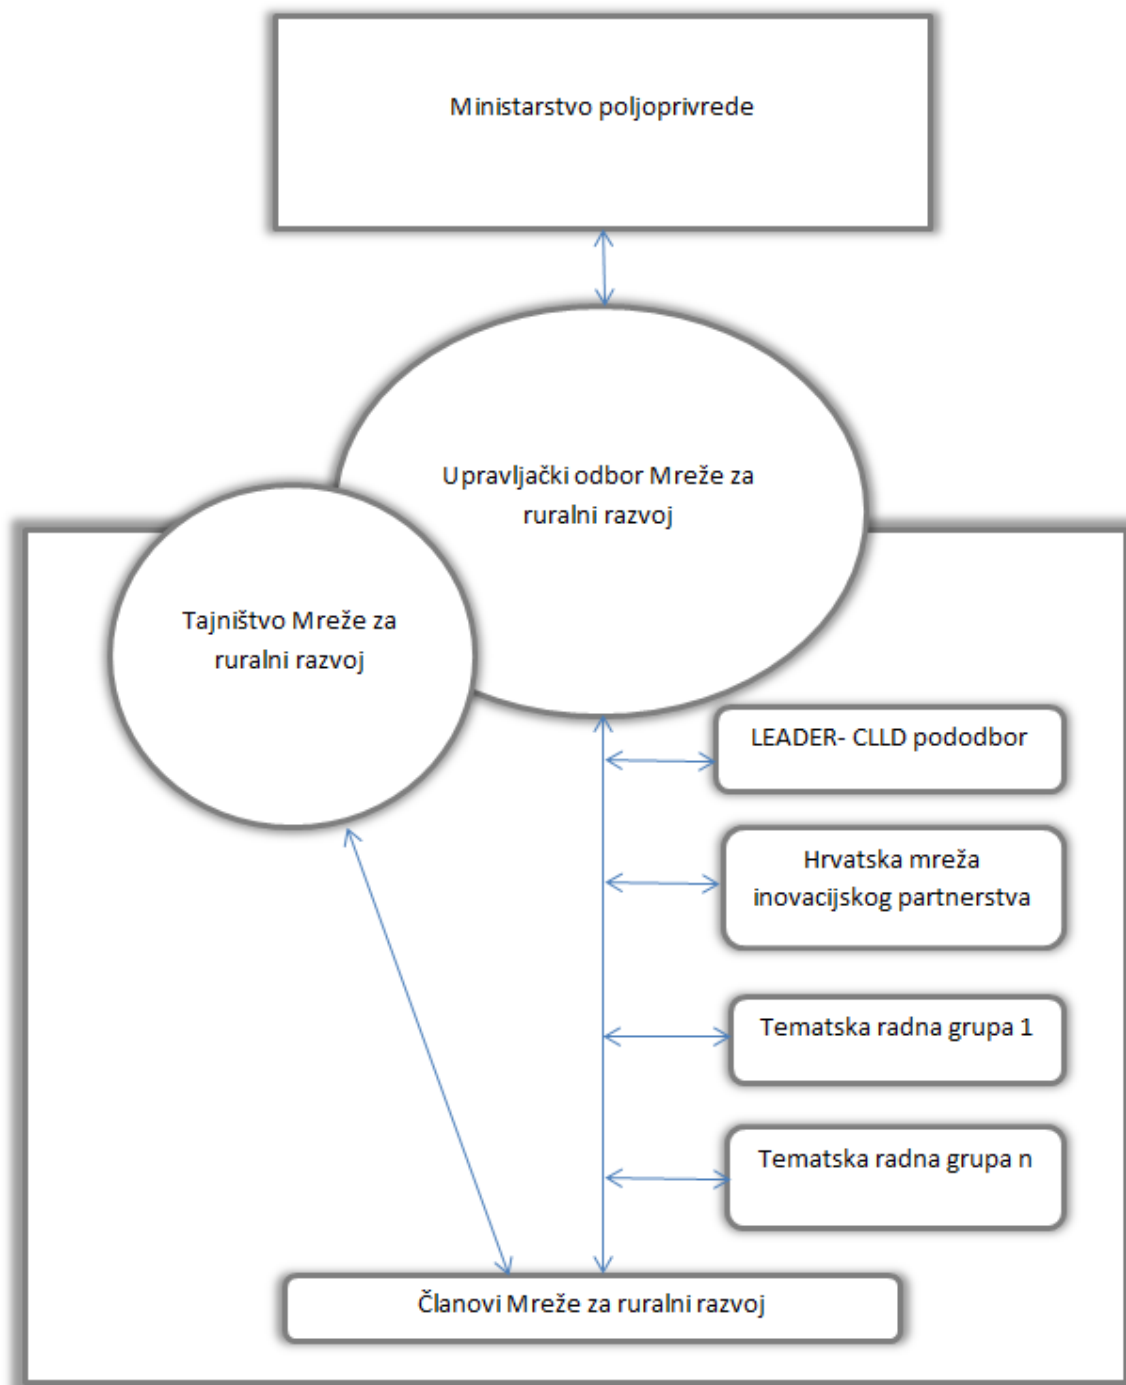 Ministarstvo poljoprivrede
Upravljački odbor Mreže za
ruralni razvoj
Tajništvo Mreže za
ruralni razvoj
LEADER- CLLD pododbor
Hrvatska mreža
inovacijskog partnerstva
Tematska radna grupa 1
Tematska radna grupa n
Članovi Mreže za ruralni razvoj